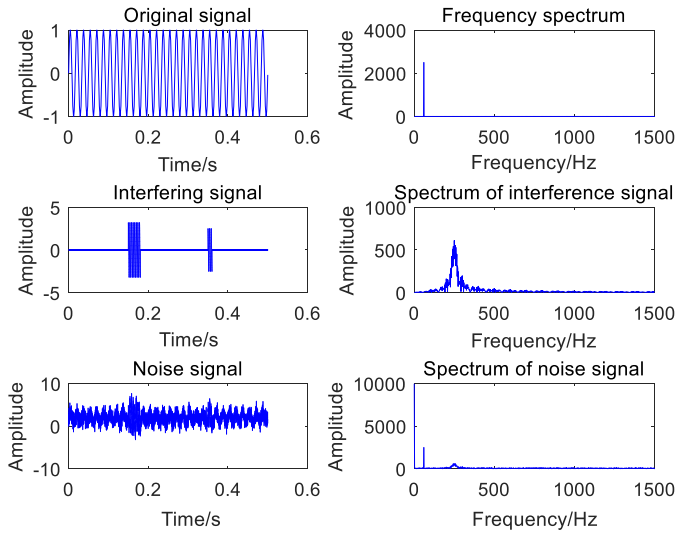 Original signal
Amplitude
1
0
-1
0
0.2
0.4
0.6
Time/s
Frequency spectrum
Amplitude
4000
2000
0
0
500
1000
1500
Frequency/Hz
Interfering signal
Amplitude
5
0
-5
0
0.2
0.4
0.6
Time/s
Spectrum of interference signal
Amplitude
1000
500
0
0
500
1000
1500
Frequency/Hz
Noise signal
Amplitude
10
0
-10
0
0.2
0.4
0.6
Time/s
Spectrum of noise signal
Amplitude
10000
5000
0
0
500
1000
1500
Frequency/Hz